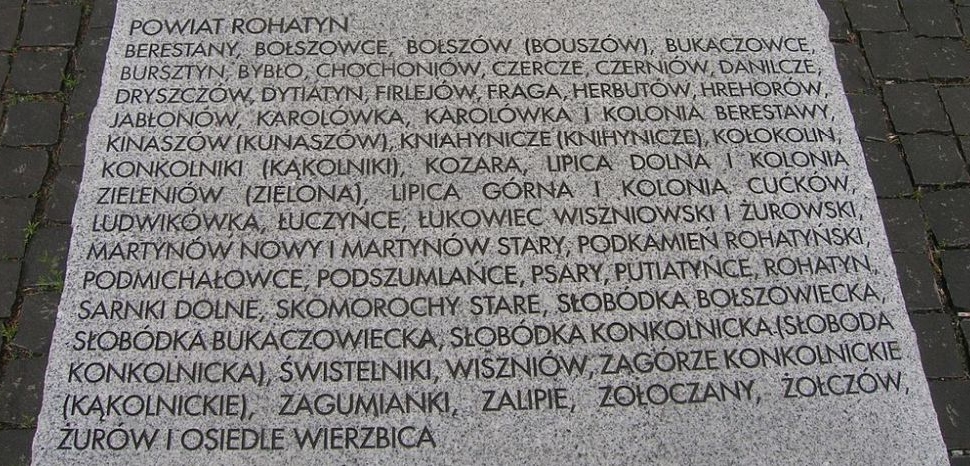 POWIAT ROHATYN
BERESTANY, BOŁSZOWCE, BOŁSZÓW (BOUSZÓW), BUKACZOWCE,
BURSZTYN, BYBŁO, CHOCHONIÓW, CZERCZE, CZERNIÓW, DANILCZE,
DRYSZCZÓW, DYTIATYN, FIRLEJÓW, FRAGA, HERBUTÓW, HREHORÓW,
JABŁONÓW, KAROLÓWKA, KAROLÓWKA I KOLONIA BERESTAWY,
KINASZÓW (KUNASZÓW), KNIAHYNICZE (KNIHYNICZE), KOŁOKOLIN,
KONKOLNIKI (KĄKOLNIKI), KOZARA, LIPICA DOLNA I KOLONIA
ZIELENIÓW (ZIELONA), LIPICA GÓRNA I KOLONIA CUĆKÓW,
LUDWIKÓWKA, ŁUCZYŃCE, ŁUKOWIEC WISZNIOWSKI I ŻUROWSKI,
MARTYNÓW NOWY I MARTYNÓW STARY, PODKAMIEŃ ROHATYŃSKI,
PODMICHAŁOWCE, PODSZUMLAŃCE, PSARY, PUTIATYŃCE, ROHATYN,
SARNKI DOLNE, SKOMOROCHY STARE, SŁOBÓDKA BOŁSZOWIECKA,
SŁOBÓDKA BUKACZOWIECKA, SŁOBÓDKA KONKOLNICKA (SŁOBODA
KONKOLNICKA), ŚWISTELNIKI, WISZNIÓW, ZAGÓRZE KONKOLNICKIE
(KĄKOLNICKIE), ZAGUMIANKI, ZALIPIE, ŻOŁOCZANY, ŻOŁCZÓW,
ŻURÓW I OSIEDLE WIERZBICA